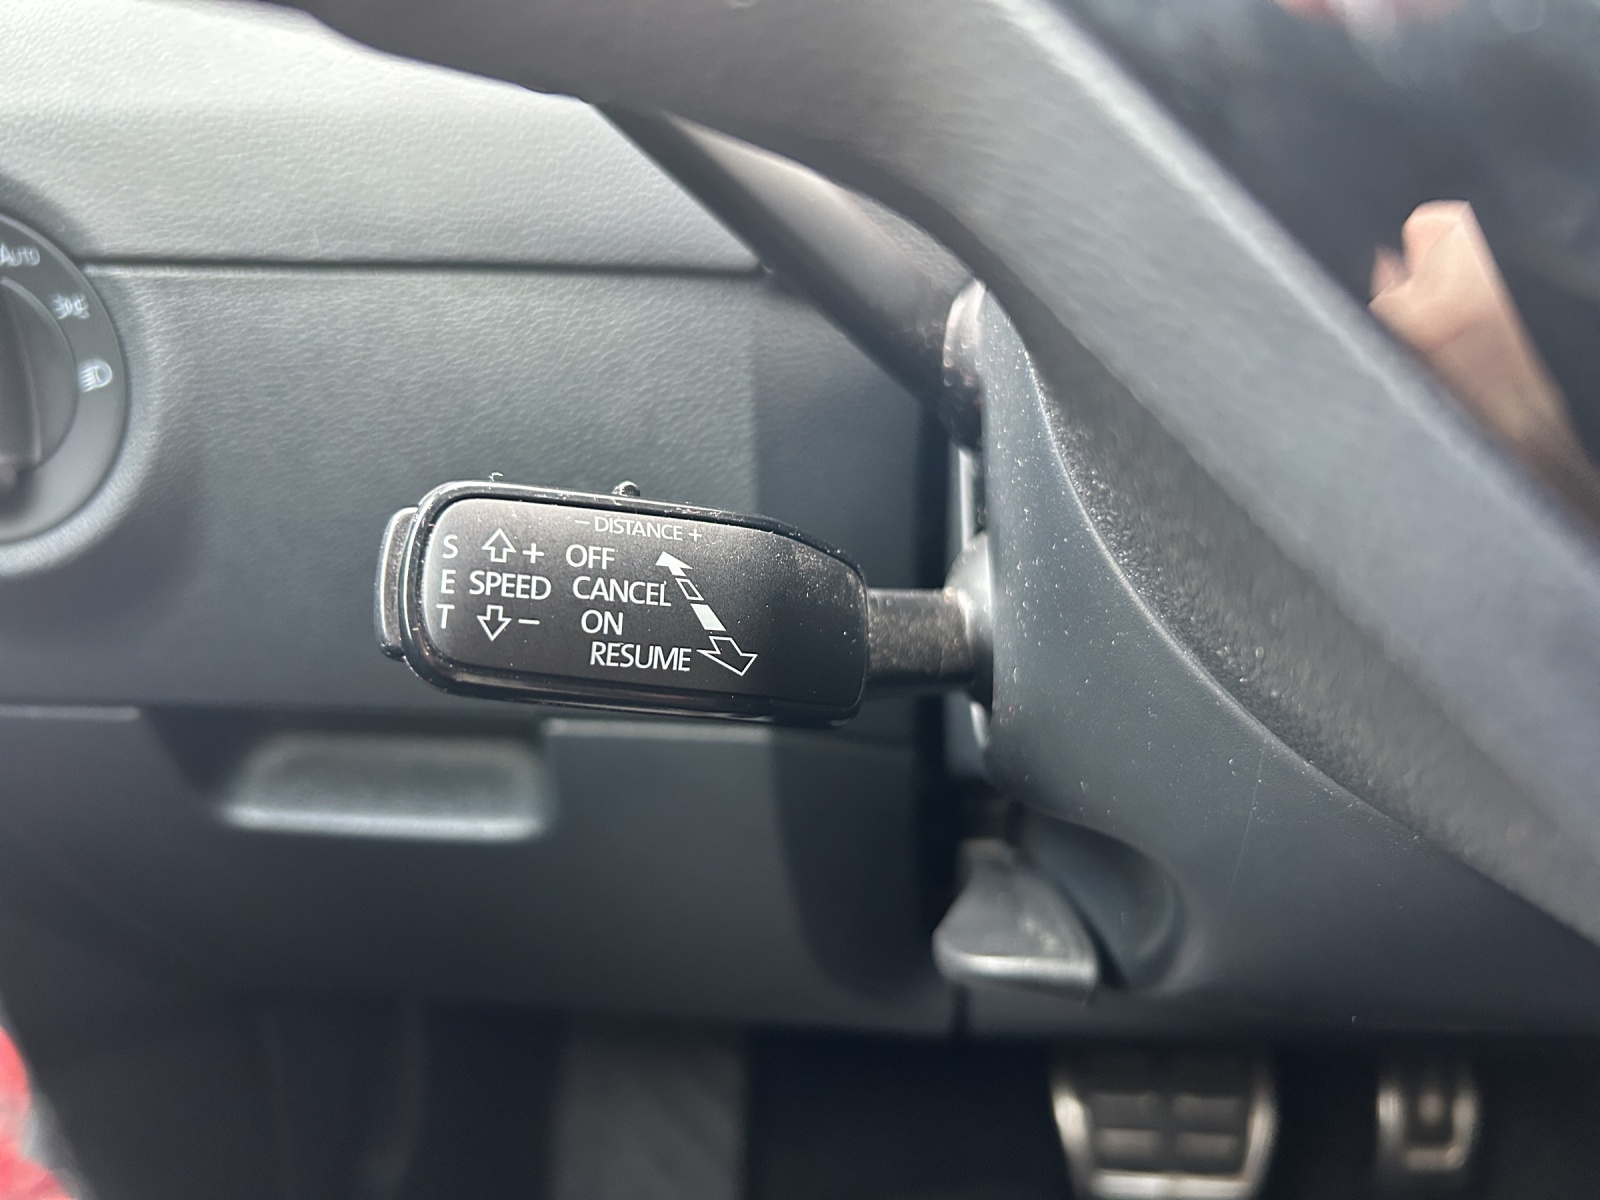 AUTO
- DISTANCE +
S + OFF
E SPEED CANCEL
T - ON
RESUME